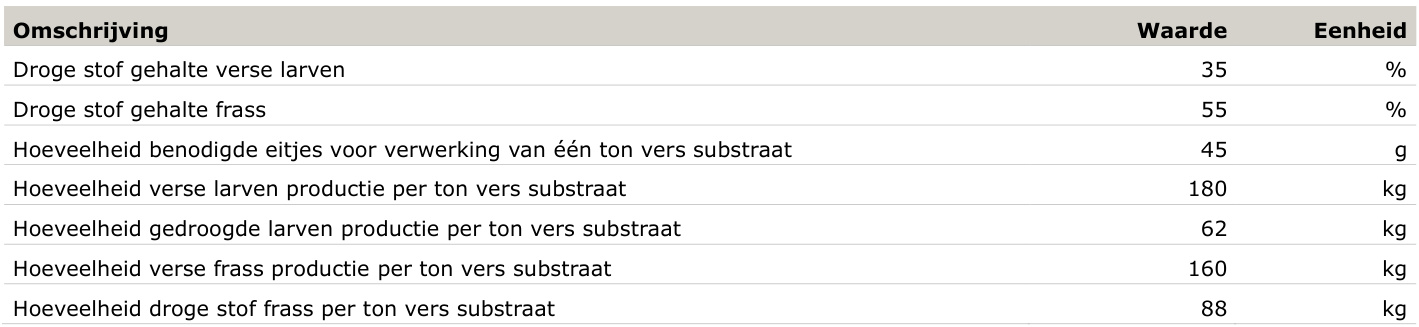 Omschrijving Waarde Eenheid
Droge stof gehalte verse larven 35 %
Droge stof gehalte frass 55 %
Hoeveelheid benodigde eitjes voor verwerking van één ton vers substraat 45 g
Hoeveelheid verse larven productie per ton vers substraat 180 kg
Hoeveelheid gedroogde larven productie per ton vers substraat 62 kg
Hoeveelheid verse frass productie per ton vers substraat 160 kg
Hoeveelheid droge stof frass per ton vers substraat 88 kg